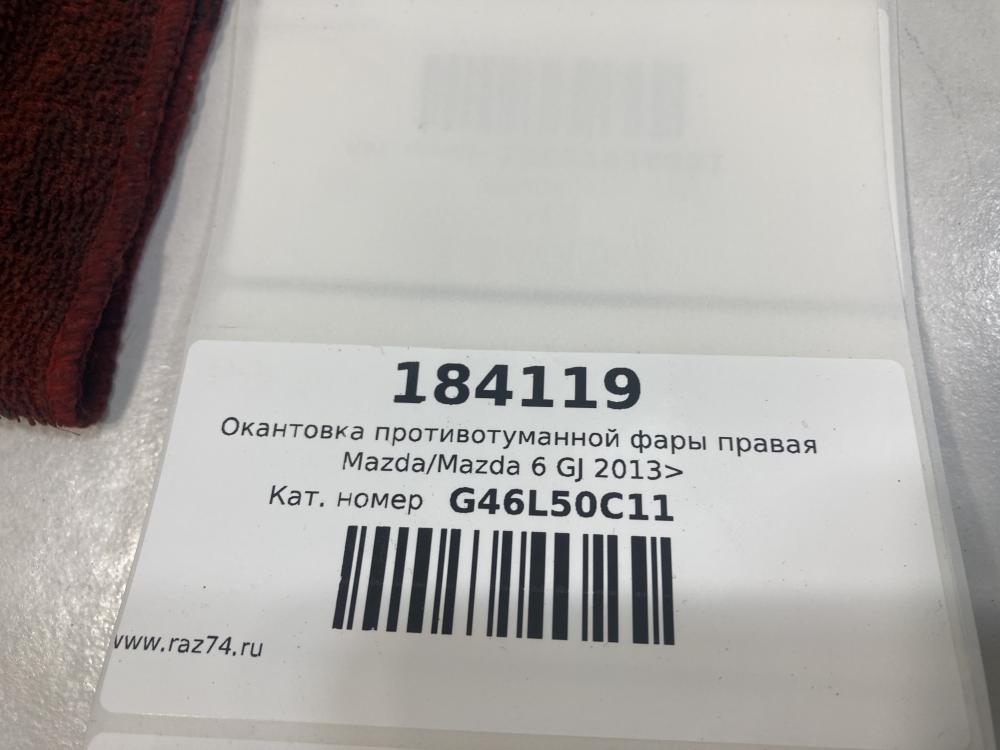 184119
Окантовка противотуманной фары правая
Mazda/Mazda 6 GJ 2013>
Кат. номер G46L50C11
www.raz74.ru